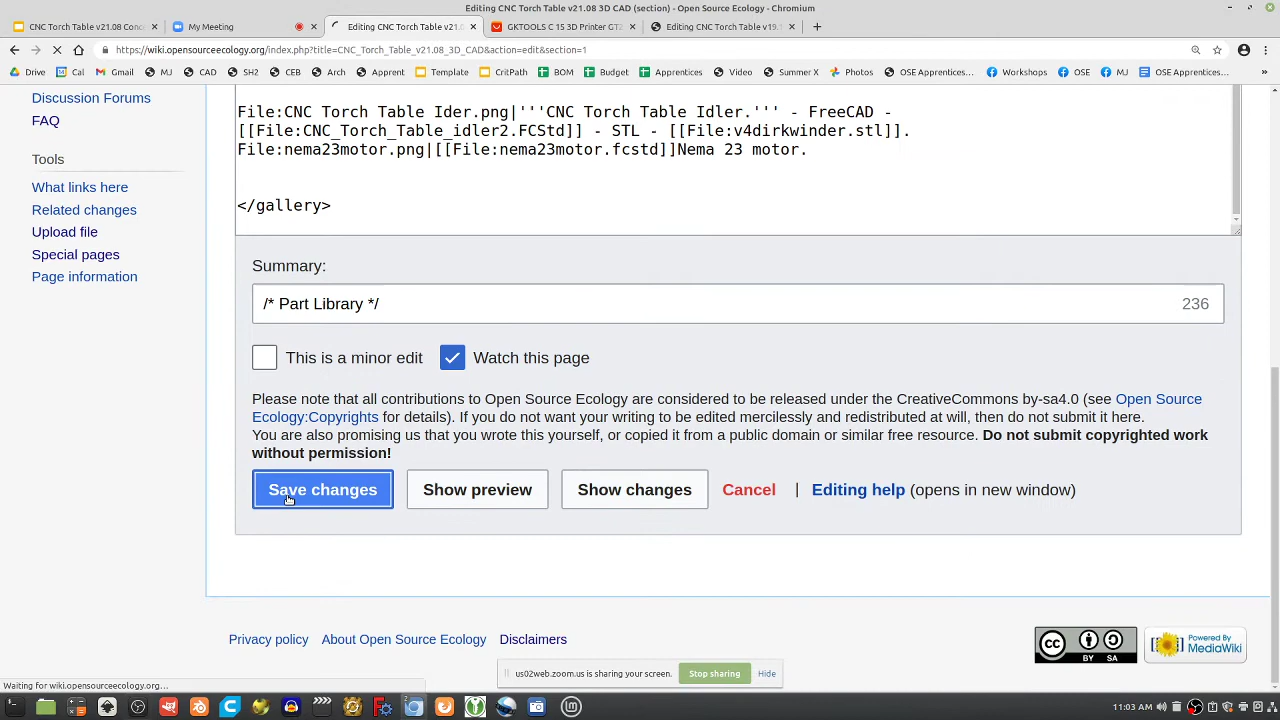 Editing CNC Torch Table v21.08 3D CAD (section) - Open Source Ecology - Chromium
CNC Torch Table v21.08 Conc
My Meeting
Editing CNC Torch Table v21.0
GKTOOLS C 15 3D Printer GT2
Editing CNC Torch Table v19.
https://wiki.opensourceecology.org/index.php?title=CNC_Torch_Table_v21.08_3D_CAD&action=edit&section=1
Drive Cal Gmail MJ CAD SH2 CEB Arch Apprent Template CritPath BOM Budget Apprentices Video Summer X Photos OSE Apprentices... Workshops OSE MJ OSE Apprentices... »
Discussion Forums
FAQ
Tools
What links here
Related changes
Upload file
Special pages
Page information
File:CNC Torch Table Ider.png|'''CNC Torch Table Idler.''' - FreeCAD -
[[File:CNC_Torch_Table_idler2.FCStd]] - STL - [[File:v4dirkwinder.stl]].
File:nema23motor.png|[[File:nema23motor.fcstd]]Nema 23 motor.
</gallery>
Summary:
/* Part Library */ 236
This is a minor edit Watch this page
Please note that all contributions to Open Source Ecology are considered to be released under the CreativeCommons by-sa4.0 (see Open Source
Ecology:Copyrights for details). If you do not want your writing to be edited mercilessly and redistributed at will, then do not submit it here.
You are also promising us that you wrote this yourself, or copied it from a public domain or similar free resource. Do not submit copyrighted work
without permission!
Save changes Show preview Show changes Cancel | Editing help (opens in new window)
Privacy policy About Open Source Ecology Disclaimers
cc BY SA
Powered By MediaWiki
us02web.zoom.us is sharing your screen. Stop sharing Hide
Waiting for wiki.opensourceecology.org...
11:03 AM